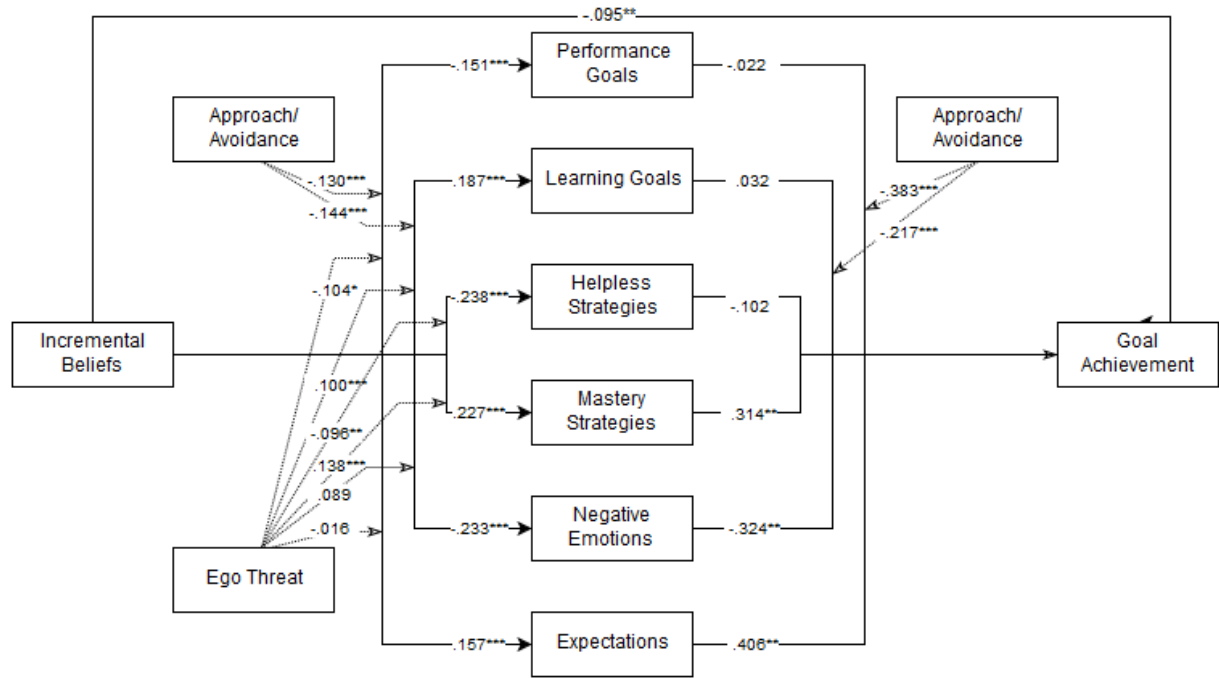 -.095**
Performance
Goals
-.151***
-.022
Approach/
Avoidance
Approach/
Avoidance
-.130***
.187***
Learning Goals
.032
-.383***
-.144***
-.217***
-.104*
-.238***
Helpless
Strategies
-.102
Incremental
Beliefs
Goal
Achievement
.100***
.227***
Mastery
Strategies
.314**
-.096**
.138***
.089
-.016
-.233***
Negative
Emotions
-.324**
Ego Threat
.157***
Expectations
.406**